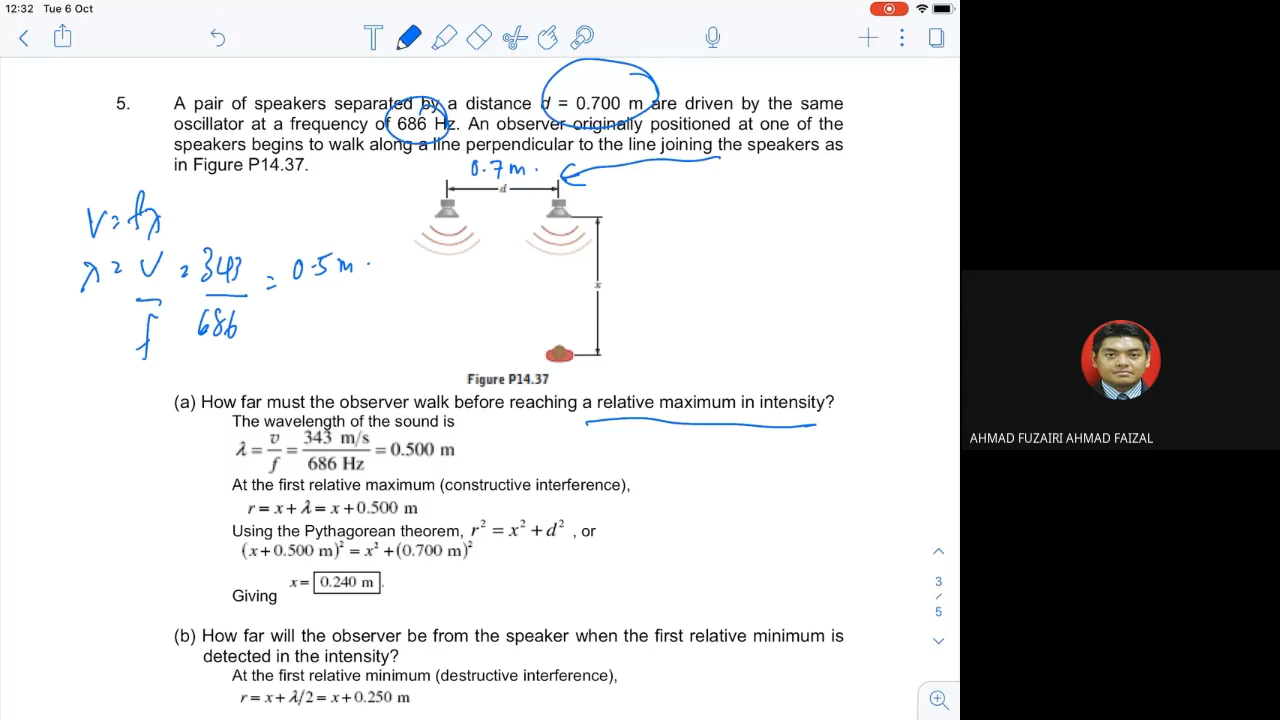 12:32 Tue 6 Oct
5. A pair of speakers separated by a distance d = 0.700 m are driven by the same
oscillator at a frequency of 686 Hz. An observer originally positioned at one of the
speakers begins to walk along a line perpendicular to the line joining the speakers as
in Figure P14.37.
0.7 m.
d
V = fλ
λ = V = 343 = 0.5 m.
f 686
x
Figure P14.37
(a) How far must the observer walk before reaching a relative maximum in intensity?
The wavelength of the sound is
λ = v/f = 343 m/s / 686 Hz = 0.500 m
At the first relative maximum (constructive interference),
r = x + λ = x + 0.500 m
Using the Pythagorean theorem, r² = x² + d² , or
(x + 0.500 m)² = x² + (0.700 m)²
x = 0.240 m.
Giving
(b) How far will the observer be from the speaker when the first relative minimum is
detected in the intensity?
At the first relative minimum (destructive interference),
r = x + λ/2 = x + 0.250 m
3
/
5
AHMAD FUZAIRI AHMAD FAIZAL